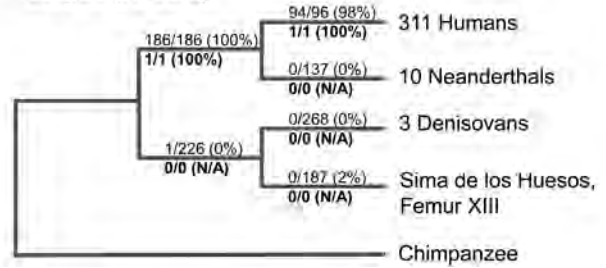 94/96 (98%)
1/1 (100%)
311 Humans
186/186 (100%)
1/1 (100%)
0/137 (0%)
0/0 (N/A)
10 Neanderthals
0/268 (0%)
0/0 (N/A)
3 Denisovans
1/226 (0%)
0/0 (N/A)
0/187 (2%)
0/0 (N/A)
Sima de los Huesos,
Femur XIII
Chimpanzee